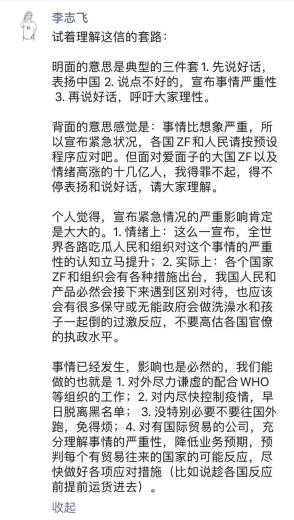 李志飞
试着理解这信的套路：
明面的意思是典型的三件套 1. 先说好话，
表扬中国 2. 说点不好的，宣布事情严重性
3. 再说好话，呼吁大家理性。
背面的意思感觉是：事情比想象严重，所
以宣布紧急状况，各国 ZF 和人民请按预设
程序应对吧。但面对爱面子的大国 ZF 以及
情绪高涨的十几亿人，我得罪不起，得不
停表扬和说好话，请大家理解。
个人觉得，宣布紧急情况的严重影响肯定
是大大的。1. 情绪上：这么一宣布，全世
界各路吃瓜人民和组织对这个事情的严重
性的认知立马提升；2. 实际上：各个国家
ZF和组织会有各种措施出台，我国人民和
产品必然会接下来遇到区别对待，也应该
会有很多保守或无能政府会做洗澡水和孩
子一起倒的过激反应，不要高估各国官僚
的执政水平。
事情已经发生，影响也是必然的，我们能
做的也就是 1. 对外尽力谦虚的配合 WHO
等组织的工作；2. 对内尽快控制疫情，早
日脱离黑名单； 3. 没特别必要不要往国外
跑，免得烦；4. 对有国际贸易的公司，充
分理解事情的严重性，降低业务预期，预
判每个有贸易往来的国家的可能反应，尽
快做好各项应对措施（比如说趁各国反应
前提前运货进去）。
收起